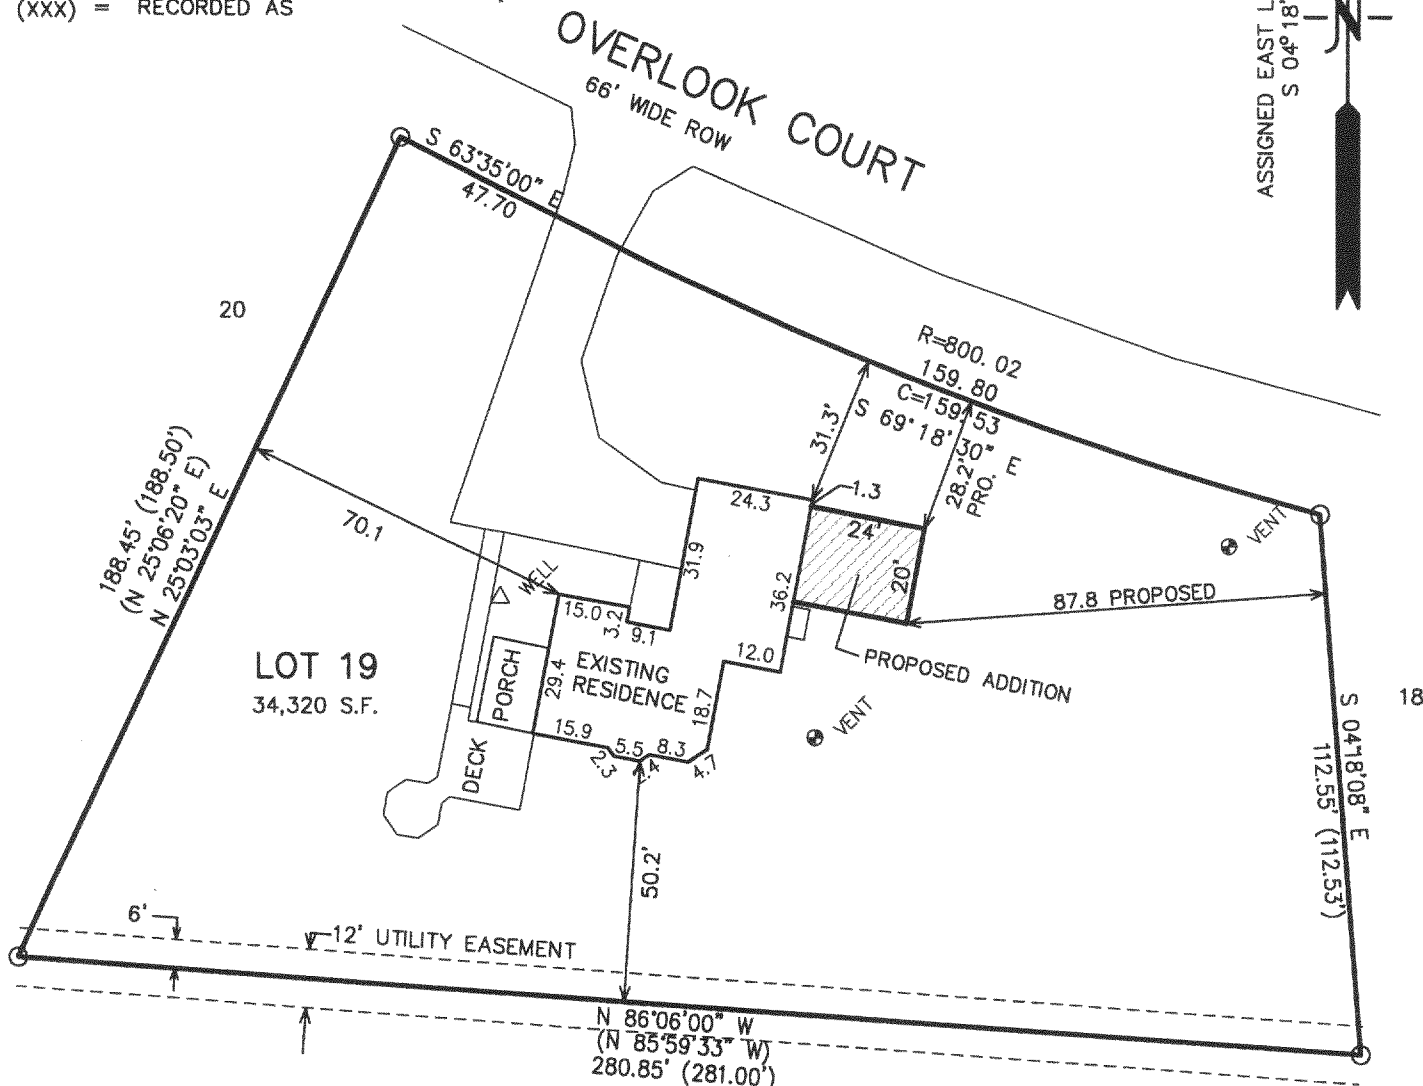 (XXX) = RECORDED AS
OVERLOOK COURT
66' WIDE ROW
ASSIGNED EAST L
S 04°18'
N
S 63°35'00" E
47.70
20
R=800.02
159.80
C=159.53
S 69°18'30" E
31.3'
28.2'
PRO.
1.3
24.3
24'
20'
VENT
188.45' (188.50')
(N 25°06'20" E)
N 25°03'03" E
70.1
31.9
36.2
WELL
15.0
3.2
9.1
87.8 PROPOSED
LOT 19
34,320 S.F.
PORCH
29.4
EXISTING
RESIDENCE
12.0
18.7
PROPOSED ADDITION
18
15.9
2.3
5.5
8.3
4.7
VENT
DECK
S 04°18'08" E
112.55' (112.53')
50.2'
6'
12' UTILITY EASEMENT
N 86°06'00" W
(N 85°59'33" W)
280.85' (281.00')